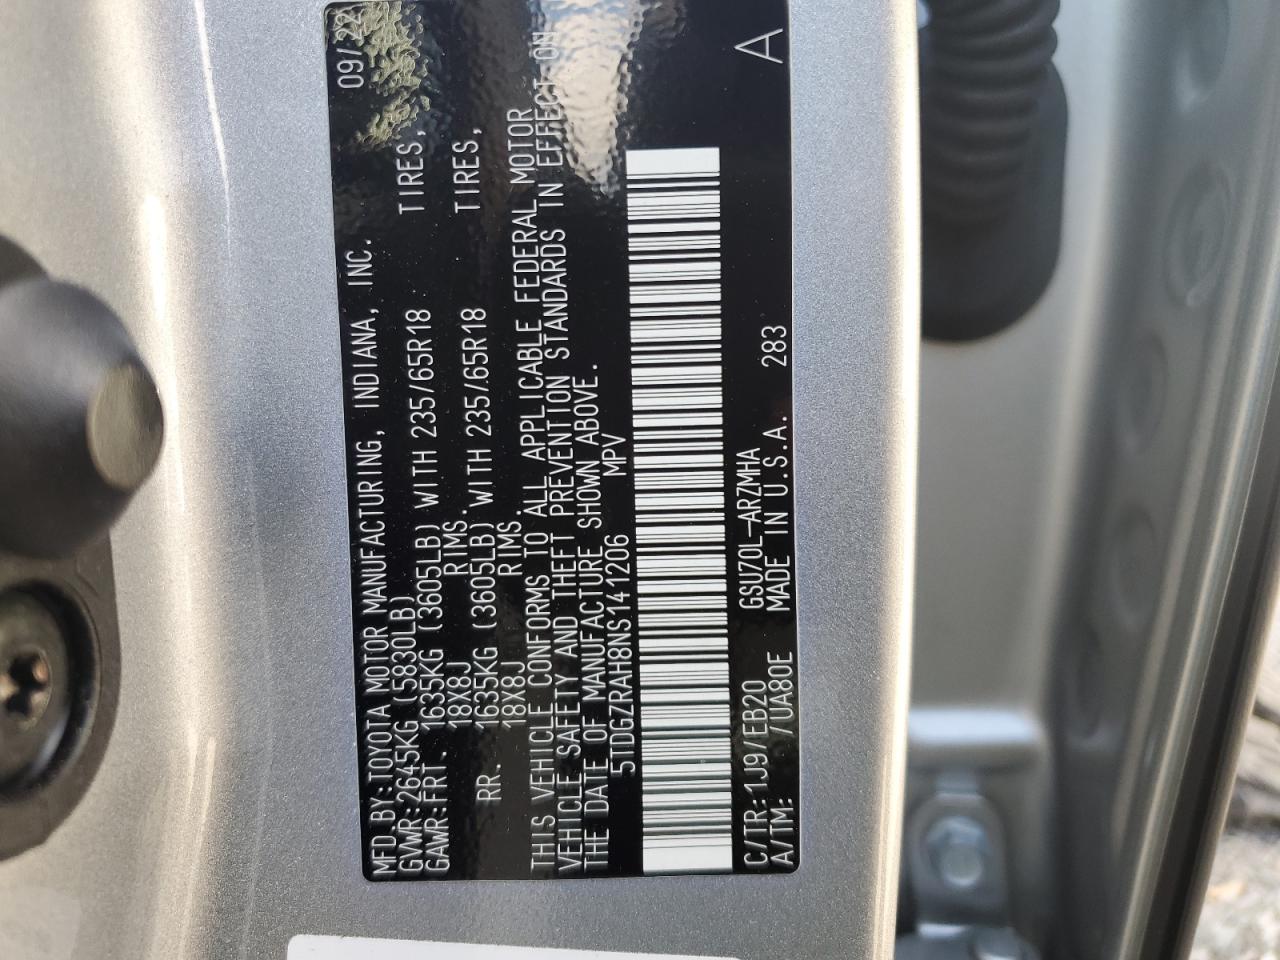 MFD.BY:TOYOTA MOTOR MANUFACTURING, INDIANA, INC. 09/22
GVWR:2645KG(5830LB)
GAWR:FRT. 1635KG (3605LB) WITH 235/65R18 TIRES,
18X8J RIMS
RR. 1635KG (3605LB) WITH 235/65R18 TIRES,
18X8J RIMS.
THIS VEHICLE CONFORMS TO ALL APPLICABLE FEDERAL MOTOR
VEHICLE SAFETY AND THEFT PREVENTION STANDARDS IN EFFECT ON
THE DATE OF MANUFACTURE SHOWN ABOVE.
5TDGZRAH8NS141206 MPV
C/TR:1J9/EB20 GSU70L-ARZMHA A
A/TM: /UA80E MADE IN U.S.A. 283